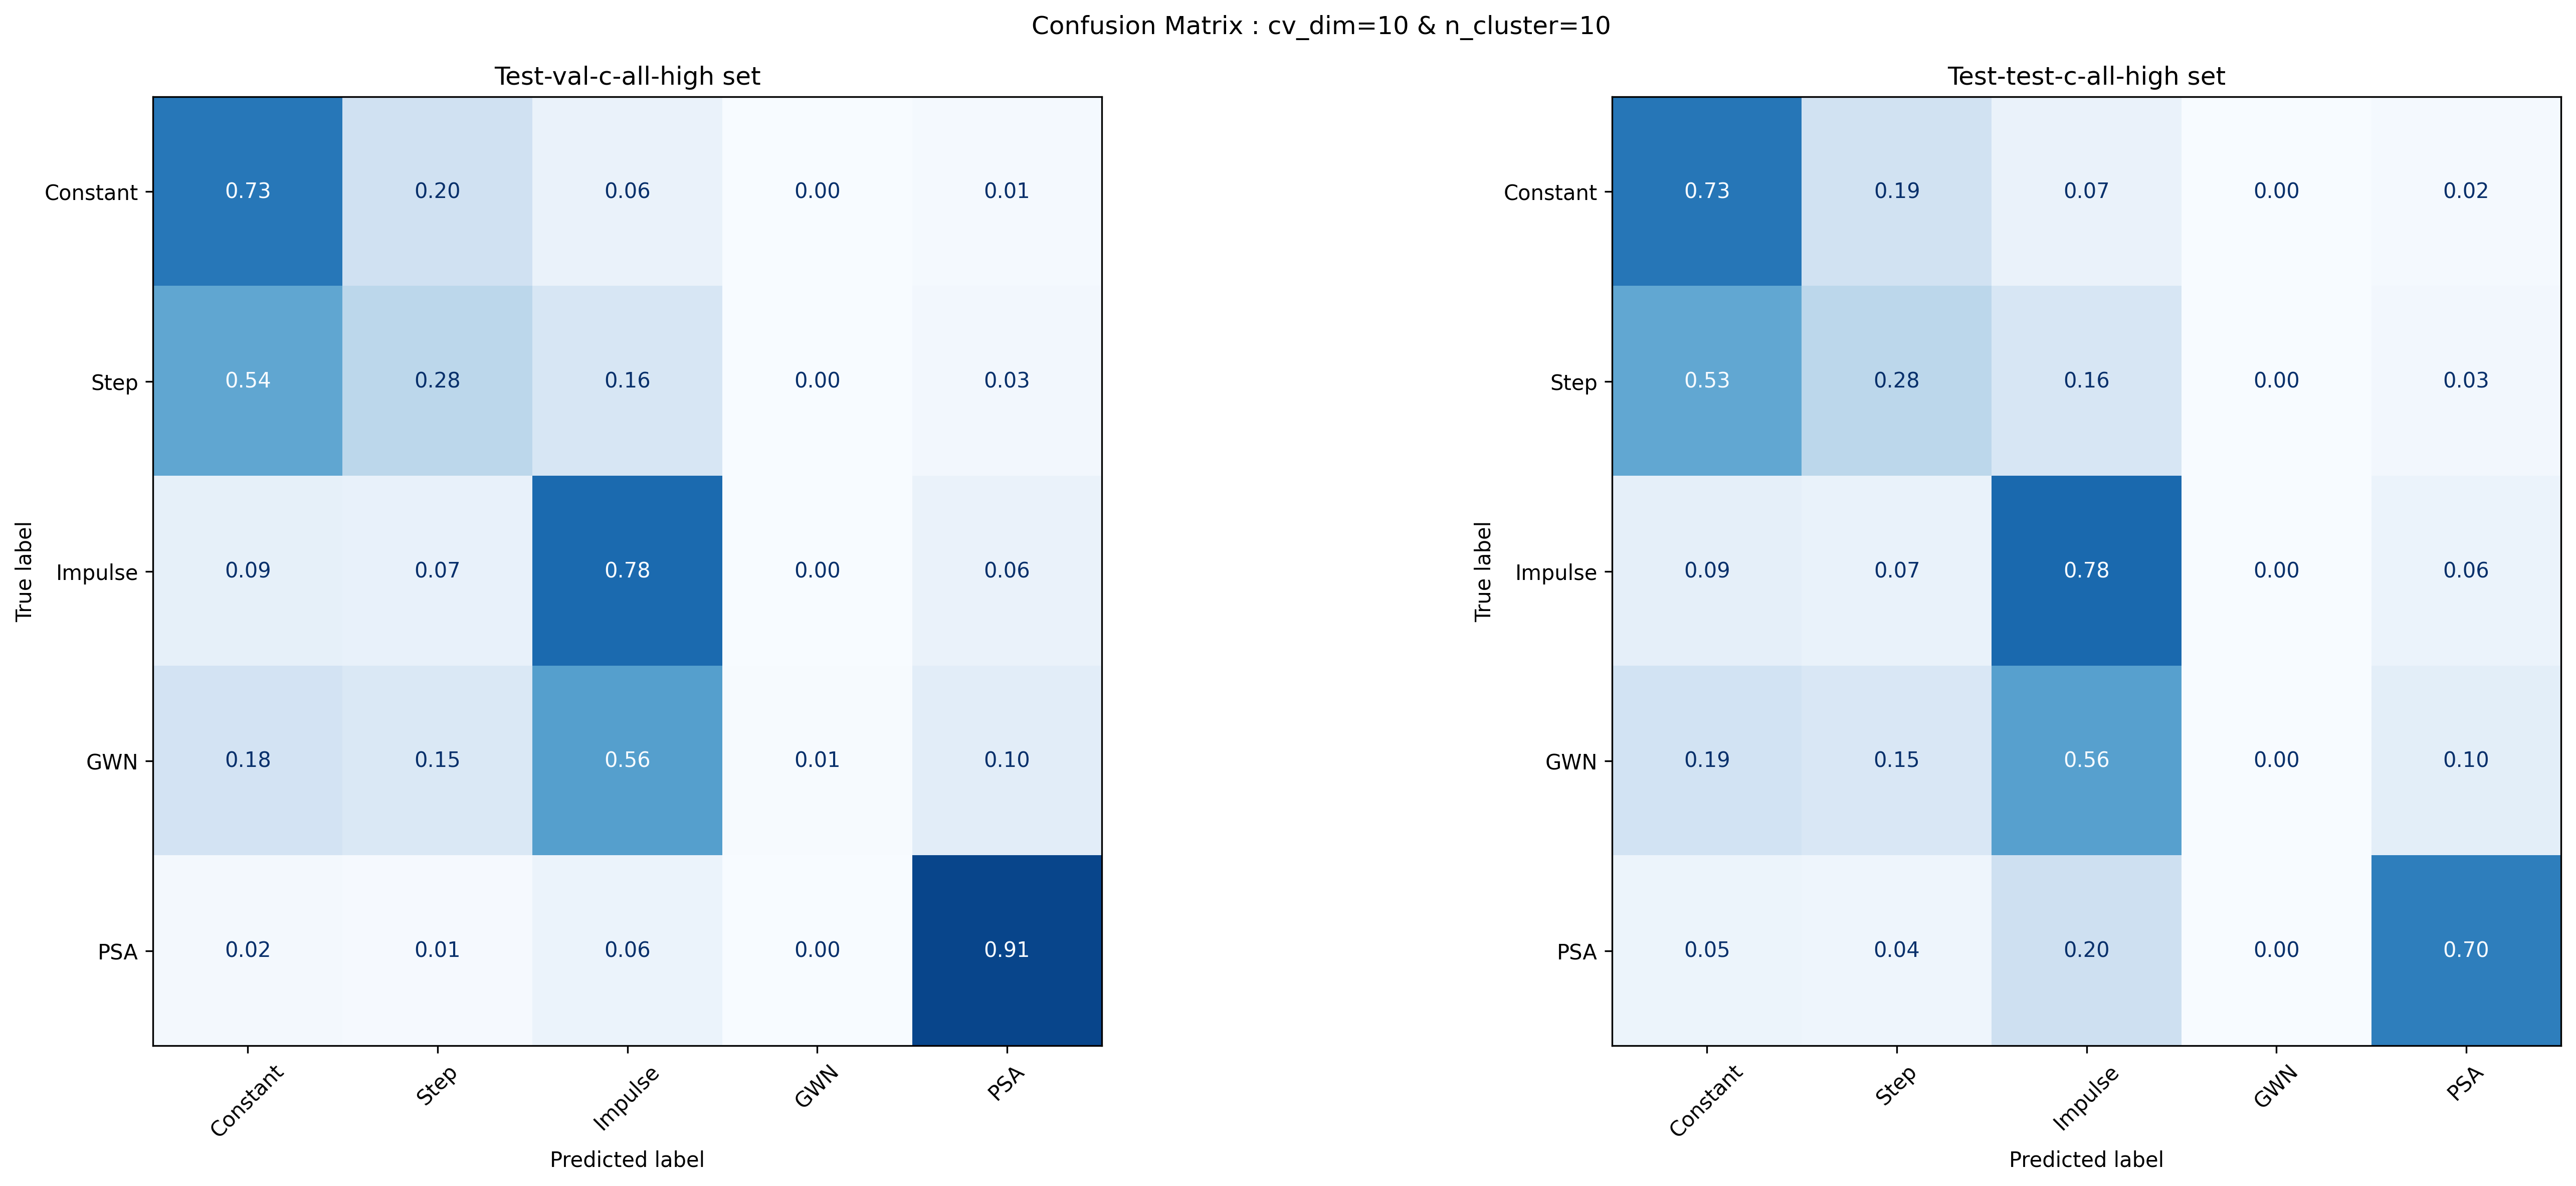 Confusion Matrix : cv_dim=10 & n_cluster=10
Test-val-c-all-high set
True label
Constant 0.73 0.20 0.06 0.00 0.01
Step 0.54 0.28 0.16 0.00 0.03
Impulse 0.09 0.07 0.78 0.00 0.06
GWN 0.18 0.15 0.56 0.01 0.10
PSA 0.02 0.01 0.06 0.00 0.91
Constant Step Impulse GWN PSA
Predicted label
Test-test-c-all-high set
True label
Constant 0.73 0.19 0.07 0.00 0.02
Step 0.53 0.28 0.16 0.00 0.03
Impulse 0.09 0.07 0.78 0.00 0.06
GWN 0.19 0.15 0.56 0.00 0.10
PSA 0.05 0.04 0.20 0.00 0.70
Constant Step Impulse GWN PSA
Predicted label